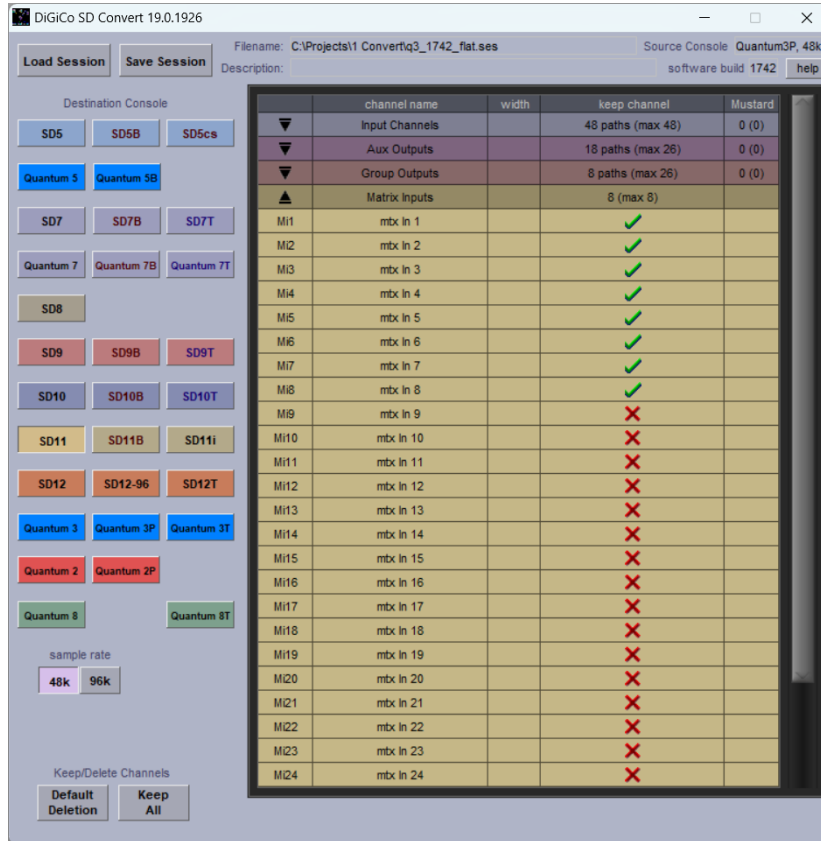 DiGiCo SD Convert 19.0.1926
Load Session
Save Session
Filename: C:\Projects\1 Convert\q3_1742_flat.ses
Source Console Quantum3P, 48k
Description:
software build 1742
help
Destination Console
SD5 SD5B SD5cs
Quantum 5 Quantum 5B
SD7 SD7B SD7T
Quantum 7 Quantum 7B Quantum 7T
SD8
SD9 SD9B SD9T
SD10 SD10B SD10T
SD11 SD11B SD11i
SD12 SD12-96 SD12T
Quantum 3 Quantum 3P Quantum 3T
Quantum 2 Quantum 2P
Quantum 8 Quantum 8T
sample rate
48k 96k
Keep/Delete Channels
Default Deletion
Keep All
channel name width keep channel Mustard
Input Channels 48 paths (max 48) 0 (0)
Aux Outputs 18 paths (max 26) 0 (0)
Group Outputs 8 paths (max 26) 0 (0)
Matrix Inputs 8 (max 8)
Mi1 mtx In 1
Mi2 mtx In 2
Mi3 mtx In 3
Mi4 mtx In 4
Mi5 mtx In 5
Mi6 mtx In 6
Mi7 mtx In 7
Mi8 mtx In 8
Mi9 mtx In 9
Mi10 mtx In 10
Mi11 mtx In 11
Mi12 mtx In 12
Mi13 mtx In 13
Mi14 mtx In 14
Mi15 mtx In 15
Mi16 mtx In 16
Mi17 mtx In 17
Mi18 mtx In 18
Mi19 mtx In 19
Mi20 mtx In 20
Mi21 mtx In 21
Mi22 mtx In 22
Mi23 mtx In 23
Mi24 mtx In 24